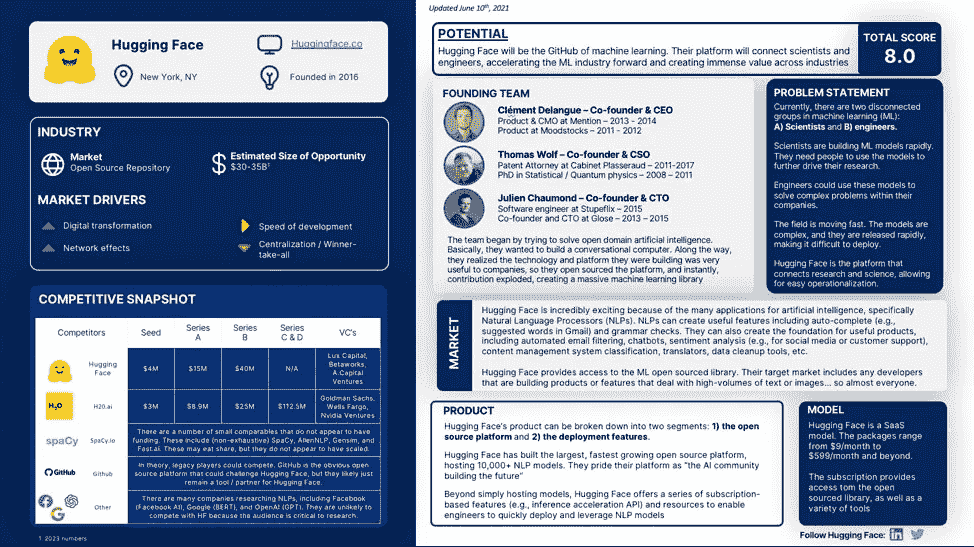 Hugging Face
Huggingface.co
New York, NY
Founded in 2016
INDUSTRY
Market
Open Source Repository
Estimated Size of Opportunity
$30-35B¹
MARKET DRIVERS
Digital transformation
Speed of development
Network effects
Centralization / Winner-
take-all
COMPETITIVE SNAPSHOT
Competitors
Seed
Series
A
Series
B
Series
C & D
VC's
Hugging
Face
$4M
$15M
$40M
N/A
Lux Capital,
Betaworks,
A.Capital
Ventures
H2O
H20.ai
$3M
$8.9M
$25M
$112.5M
Goldman Sachs,
Wells Fargo,
Nvidia Ventures
spaCy
SpaCy.io
There are a number of small comparables that do not appear to have
funding. These include (non-exhaustive) SpaCy, AllenNLP, Gensim, and
Fast.ai. These may eat share, but they do not appear to have scaled.
GitHub
Github
In theory, legacy players could compete. GitHub is the obvious open
source platform that could challenge Hugging Face, but they likely just
remain a tool / partner for Hugging Face.
Other
There are many companies researching NLPs, including Facebook
(Facebook AI), Google (BERT), and OpenAI (GPT). They are unlikely to
compete with HF because the audience is critical to research.
1 2023 numbers
Updated June 10th, 2021
POTENTIAL
Hugging Face will be the GitHub of machine learning. Their platform will connect scientists and
engineers, accelerating the ML industry forward and creating immense value across industries
TOTAL SCORE
8.0
FOUNDING TEAM
Clément Delangue – Co-founder & CEO
Product & CMO at Mention – 2013 - 2014
Product at Moodstocks – 2011 - 2012
Thomas Wolf – Co-founder & CSO
Patent Attorney at Cabinet Plasseraud – 2011-2017
PhD in Statistical / Quantum physics – 2008 – 2011
Julien Chaumond – Co-founder & CTO
Software engineer at Stupeflix – 2015
Co-founder and CTO at Glose – 2013 – 2015
The team began by trying to solve open domain artificial intelligence.
Basically, they wanted to build a conversational computer. Along the way,
they realized the technology and platform they were building was very
useful to companies, so they open sourced the platform, and instantly,
contribution exploded, creating a massive machine learning library
PROBLEM STATEMENT
Currently, there are two disconnected
groups in machine learning (ML):
A) Scientists and B) engineers.
Scientists are building ML models rapidly.
They need people to use the models to
further drive their research.
Engineers could use these models to
solve complex problems within their
companies.
The field is moving fast. The models are
complex, and they are released rapidly,
making it difficult to deploy.
Hugging Face is the platform that
connects research and science, allowing
for easy operationalization.
MARKET
Hugging Face is incredibly exciting because of the many applications for artificial intelligence, specifically
Natural Language Processors (NLPs). NLPs can create useful features including auto-complete (e.g.,
suggested words in Gmail) and grammar checks. They can also create the foundation for useful products,
including automated email filtering, chatbots, sentiment analysis (e.g., for social media or customer support),
content management system classification, translators, data cleanup tools, etc.
Hugging Face provides access to the ML open sourced library. Their target market includes any developers
that are building products or features that deal with high-volumes of text or images... so almost everyone.
PRODUCT
Hugging Face's product can be broken down into two segments: 1) the open
source platform and 2) the deployment features.
Hugging Face has built the largest, fastest growing open source platform,
hosting 10,000+ NLP models. They pride their platform as "the AI community
building the future"
Beyond simply hosting models, Hugging Face offers a series of subscription-
based features (e.g., inference acceleration API) and resources to enable
engineers to quickly deploy and leverage NLP models
MODEL
Hugging Face is a SaaS
model. The packages range
from $9/month to
$599/month and beyond.
The subscription provides
access tom the open
sourced library, as well as a
variety of tools
Follow Hugging Face: